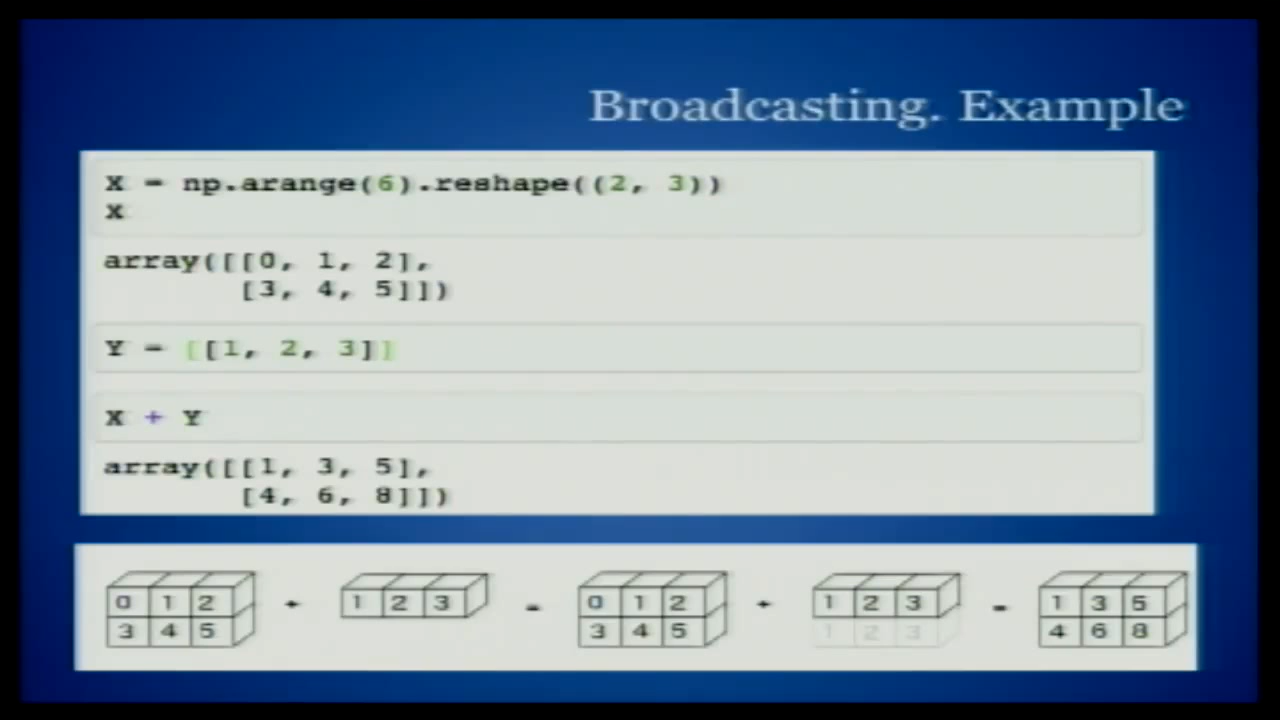 Broadcasting. Example
X = np.arange(6).reshape((2, 3))
X
array([[0, 1, 2],
       [3, 4, 5]])
Y = [[1, 2, 3]]
X + Y
array([[1, 3, 5],
       [4, 6, 8]])
0 1 2 + 1 2 3 = 0 1 2 + 1 2 3 = 1 3 5
3 4 5 3 4 5 1 2 3 4 6 8